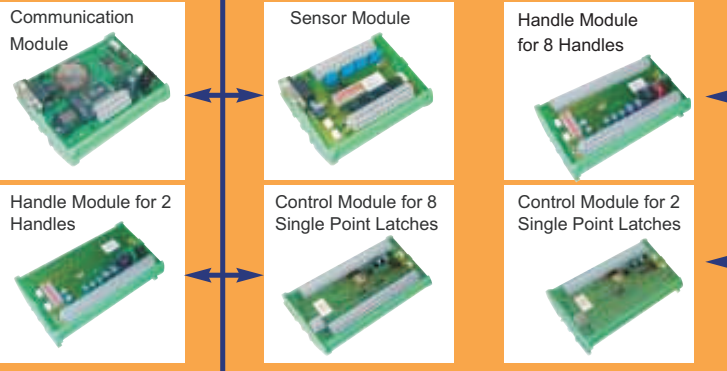 Communication
Module
Sensor Module
Handle Module
for 8 Handles
Handle Module for 2
Handles
Control Module for 8
Single Point Latches
Control Module for 2
Single Point Latches